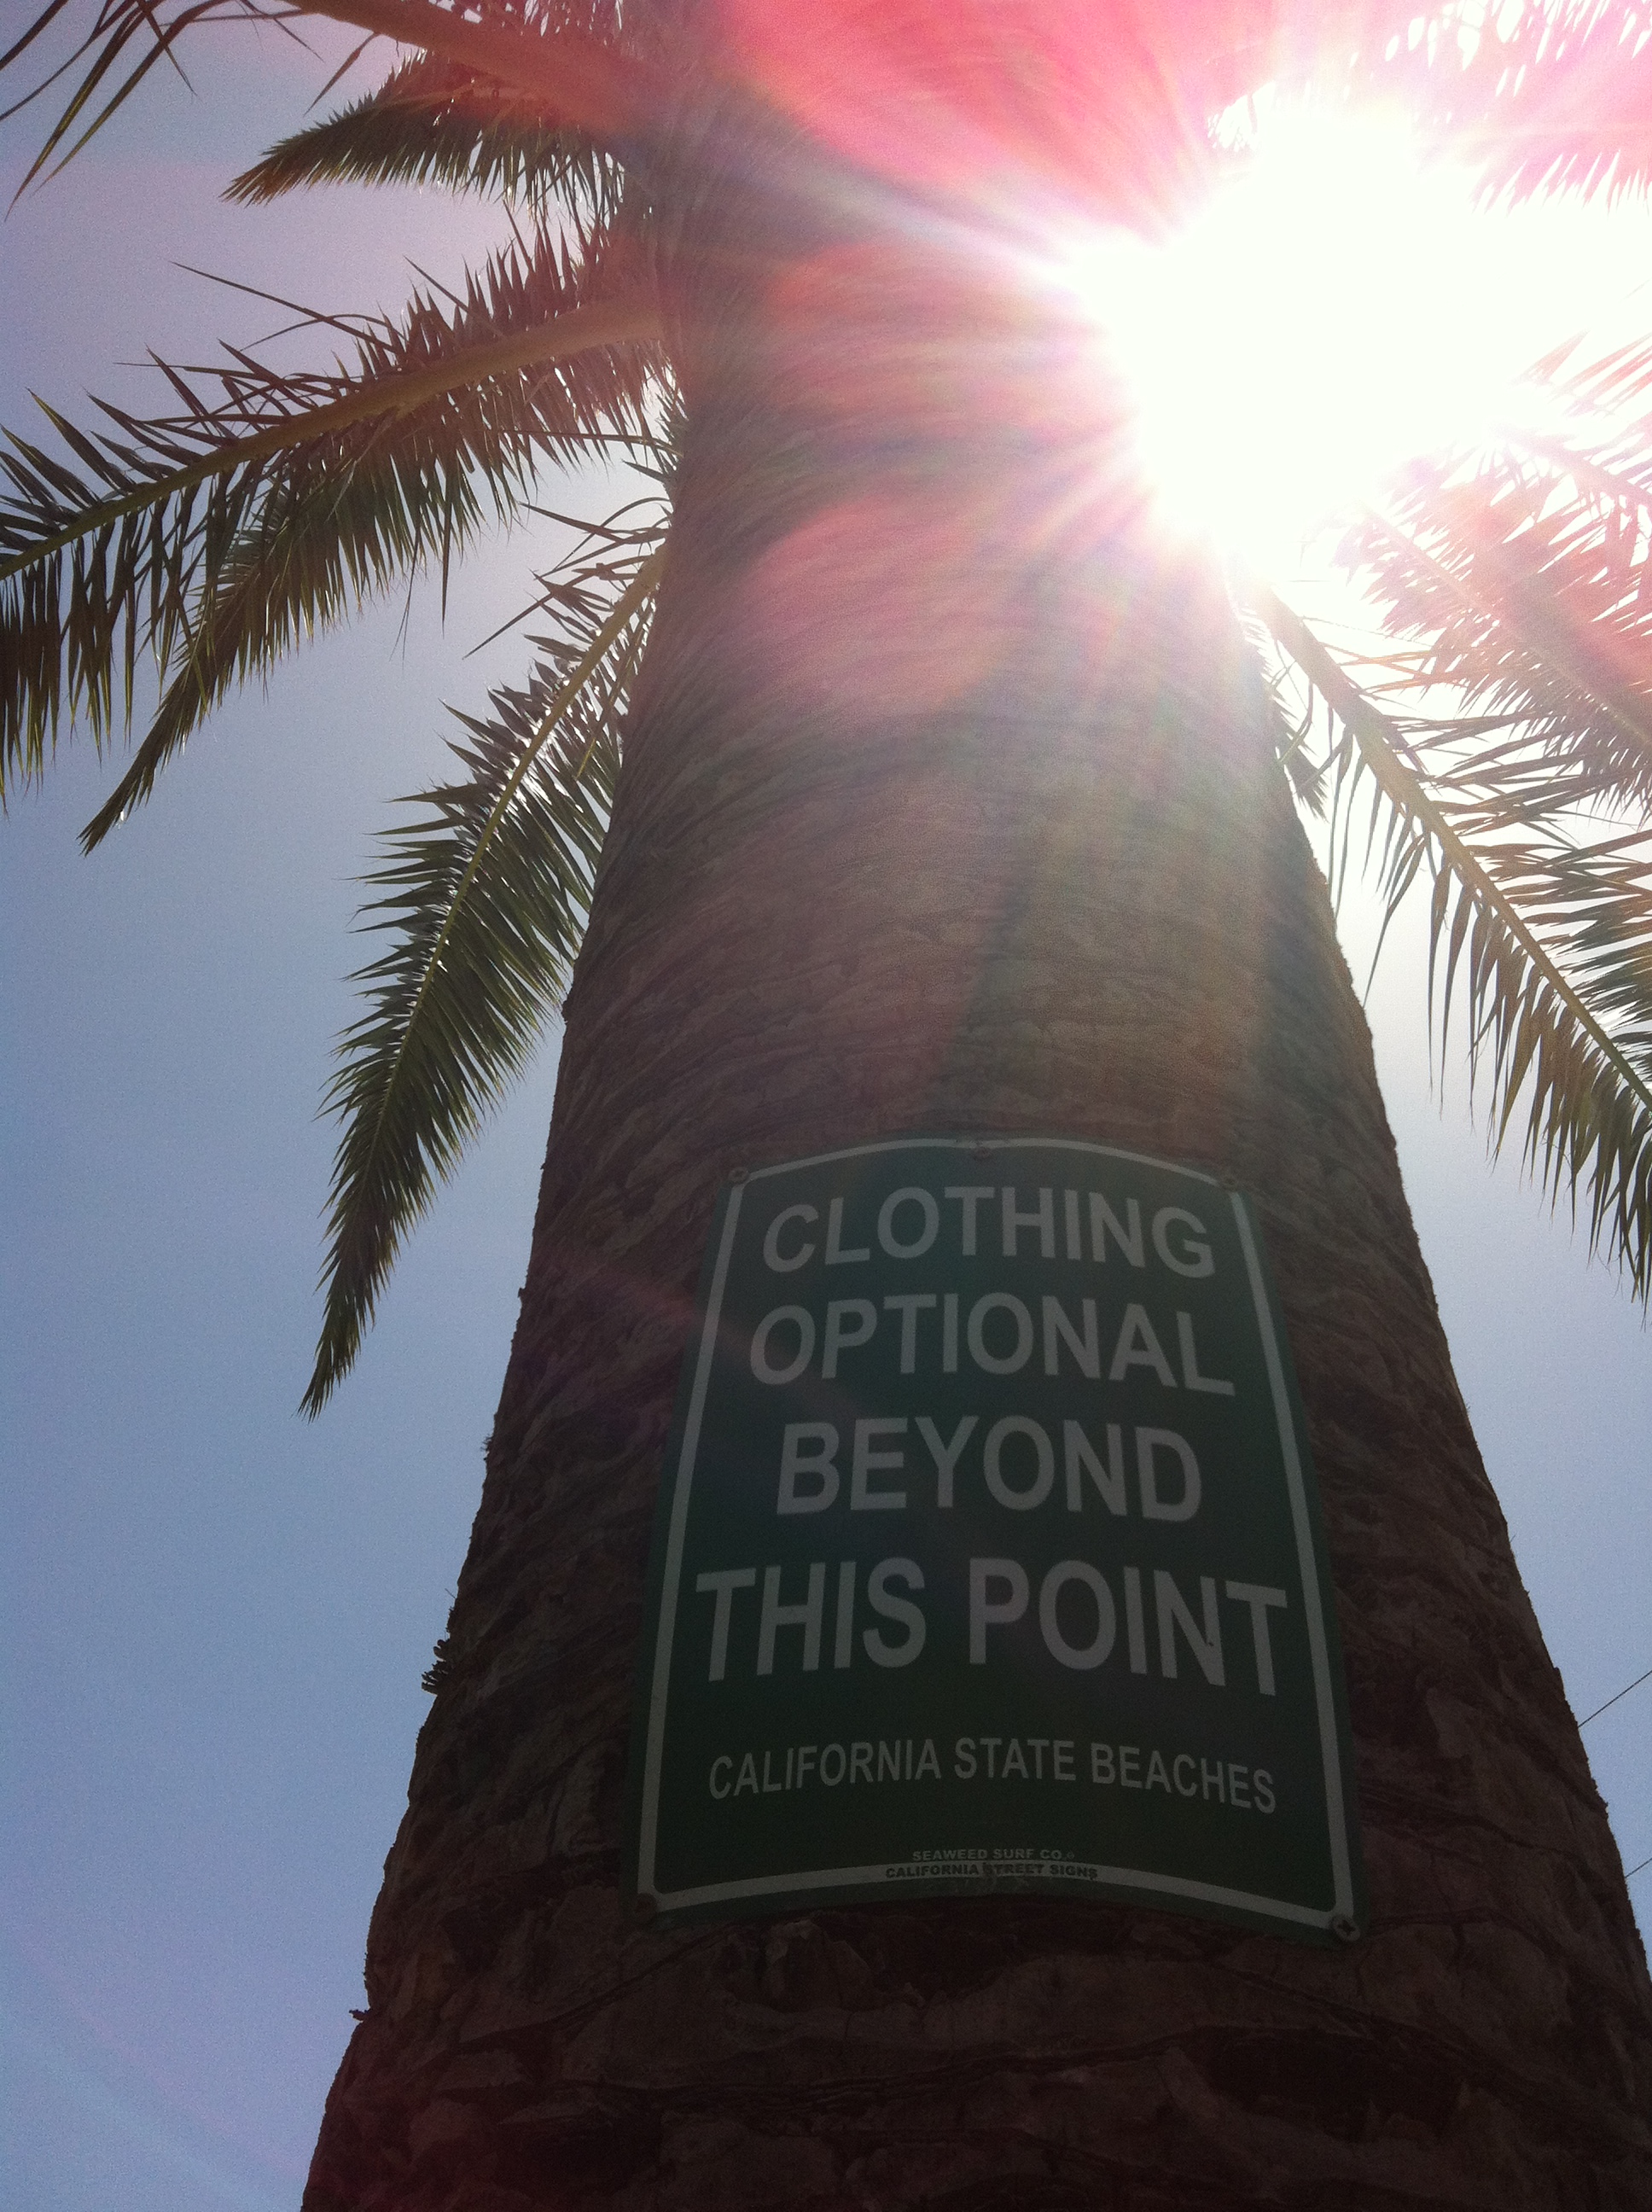 CLOTHING
OPTIONAL
BEYOND
THIS POINT
CALIFORNIA STATE BEACHES
SEAWEED SURF CO.®
CALIFORNIA STREET SIGNS